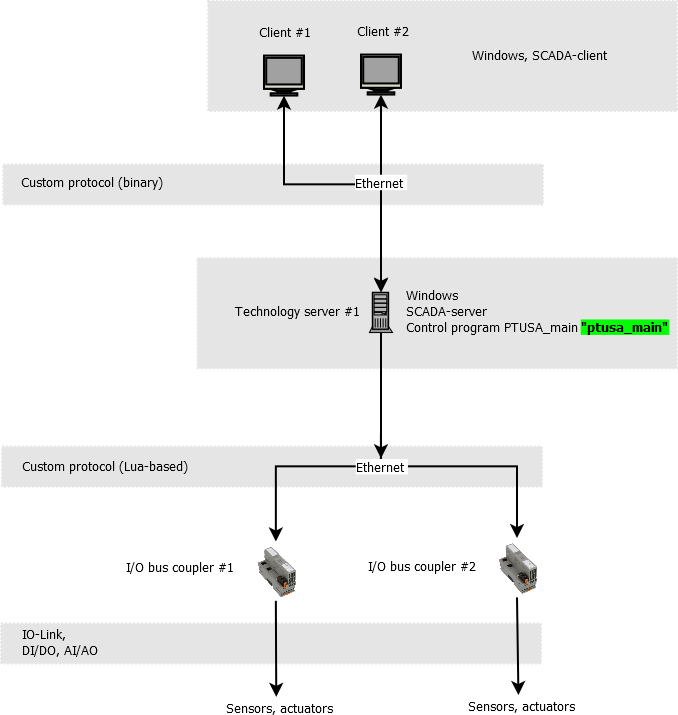 Client #1
Client #2
Windows, SCADA-client
Custom protocol (binary)
Ethernet
Technology server #1
Windows
SCADA-server
Control program PTUSA_main "ptusa_main"
Custom protocol (Lua-based)
Ethernet
I/O bus coupler #1
I/O bus coupler #2
IO-Link,
DI/DO, AI/AO
Sensors, actuators
Sensors, actuators